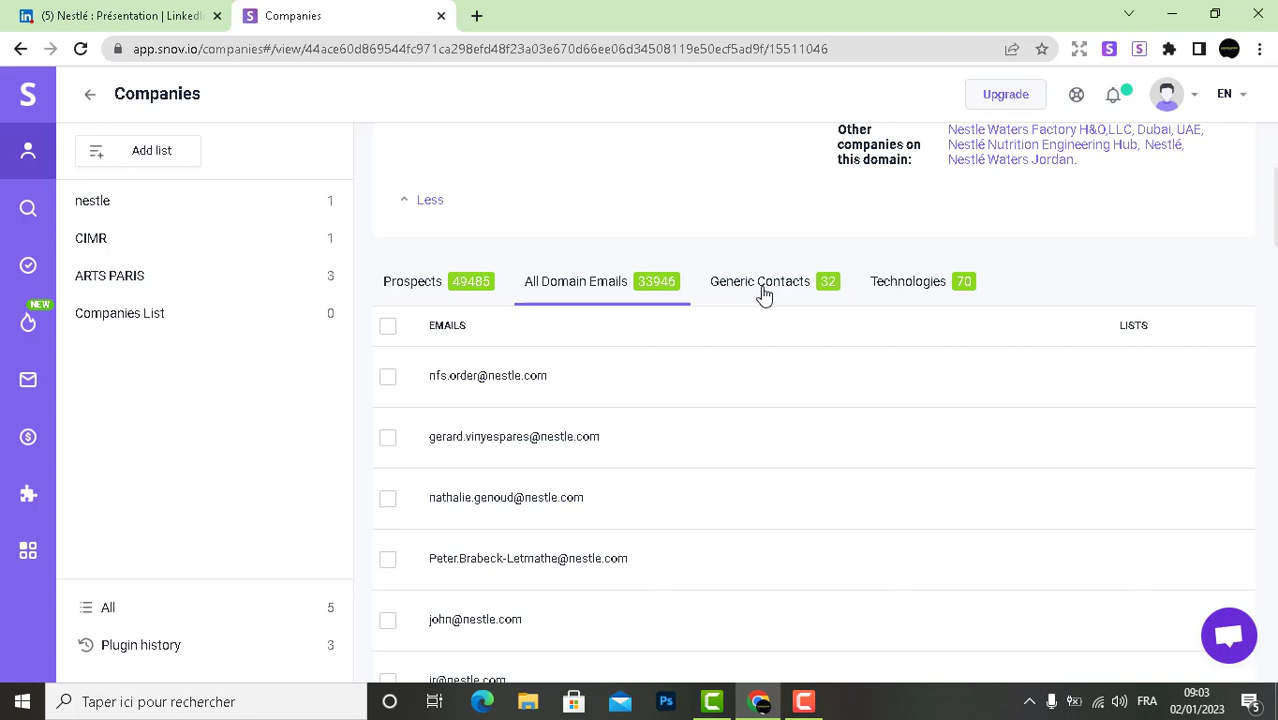 (5) Nestlé : Présentation | LinkedI
Companies
app.snov.io/companies#/view/44ace60d869544fc971ca298efd48f23a03e670d66ee06d34508119e50ecf5ad9f/15511046
S
Companies
Upgrade
EN
Add list
nestle 1
CIMR 1
ARTS PARIS 3
Companies List 0
NEW
All 5
Plugin history 3
Other companies on this domain:
Nestle Waters Factory H&O,LLC, Dubai, UAE,
Nestlé Nutrition Engineering Hub, Nestlé,
Nestlé Waters Jordan.
Less
Prospects 49485 All Domain Emails 33946 Generic Contacts 32 Technologies 70
EMAILS LISTS
nfs.order@nestle.com
gerard.vinyespares@nestle.com
nathalie.genoud@nestle.com
Peter.Brabeck-Letmathe@nestle.com
john@nestle.com
jr@nestle.com
Taper ici pour rechercher
Ps
FRA
09:03
02/01/2023
5